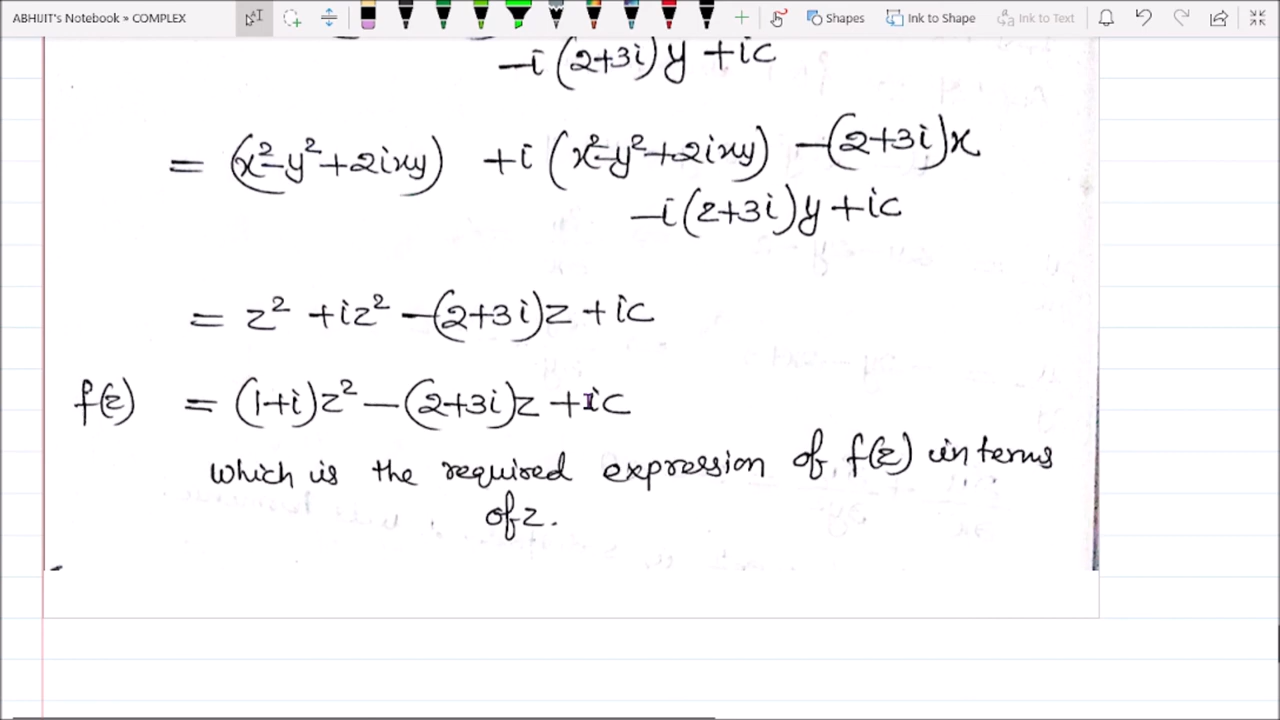 ABHIJIT's Notebook » COMPLEX
Shapes
Ink to Shape
Ink to Text
-i(2+3i)y +ic
= (x²-y²+2ixy) +i(x²-y²+2ixy) -(2+3i)x
-i(2+3i)y+ic
= z² +iz² -(2+3i)z +ic
f(z) = (1+i)z² -(2+3i)z +ic
which is the required expression of f(z) in terms
of z.